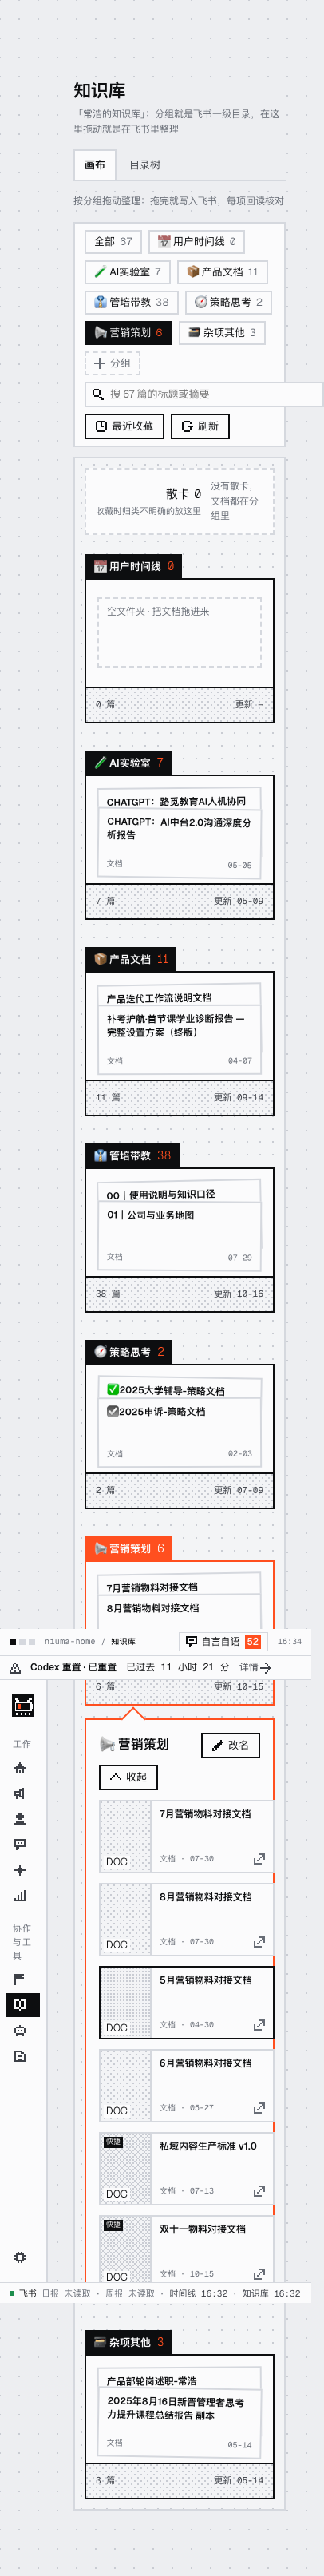 知识库
「常浩的知识库」：分组就是飞书一级目录，在这
里拖动就是在飞书里整理
画布 目录树
按分组拖动整理：拖完就写入飞书，每项回读核对
全部 67 📅用户时间线 0
🧪AI实验室 7 📦产品文档 11
👔管培带教 38 🧭策略思考 2
📢营销策划 6 🗃️杂项其他 3
+ 分组
搜 67 篇的标题或摘要
最近收藏 刷新
散卡 0
收藏时归类不明确的放这里
没有散卡，
文档都在分
组里
📅用户时间线 0
空文件夹 · 把文档拖进来
0 篇 更新 —
🧪AI实验室 7
CHATGPT：路觅教育AI人机协同
CHATGPT：AI中台2.0沟通深度分
析报告
文档 05-05
7 篇 更新 05-09
📦产品文档 11
产品迭代工作流说明文档
补考护航·首节课学业诊断报告 —
完整设置方案（终版）
文档 04-07
11 篇 更新 09-14
👔管培带教 38
00｜使用说明与知识口径
01｜公司与业务地图
文档 07-29
38 篇 更新 10-16
🧭策略思考 2
✅2025大学辅导-策略文档
☑2025申诉-策略文档
文档 02-03
2 篇 更新 07-09
📢营销策划 6
7月营销物料对接文档
8月营销物料对接文档
niuma-home / 知识库 自言自语 52 16:34
Codex 重置 · 已重置 已过去 11 小时 21 分 详情
6 篇 更新 10-15
工作
协作
与工
具
📢营销策划 改名
收起
7月营销物料对接文档
DOC 文档 · 07-30
8月营销物料对接文档
DOC 文档 · 07-30
5月营销物料对接文档
DOC 文档 · 04-30
6月营销物料对接文档
DOC 文档 · 05-27
快捷 私域内容生产标准 v1.0
DOC 文档 · 07-13
快捷 双十一物料对接文档
DOC 文档 · 10-15
飞书 日报 未读取 · 周报 未读取 · 时间线 16:32 · 知识库 16:32
🗃️杂项其他 3
产品部轮岗述职-常浩
2025年8月16日新晋管理者思考
力提升课程总结报告 副本
文档 05-14
3 篇 更新 05-14